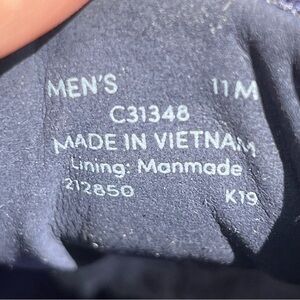 MEN'S 11 M
C31348
MADE IN VIETNAM
Lining: Manmade
212850 K19